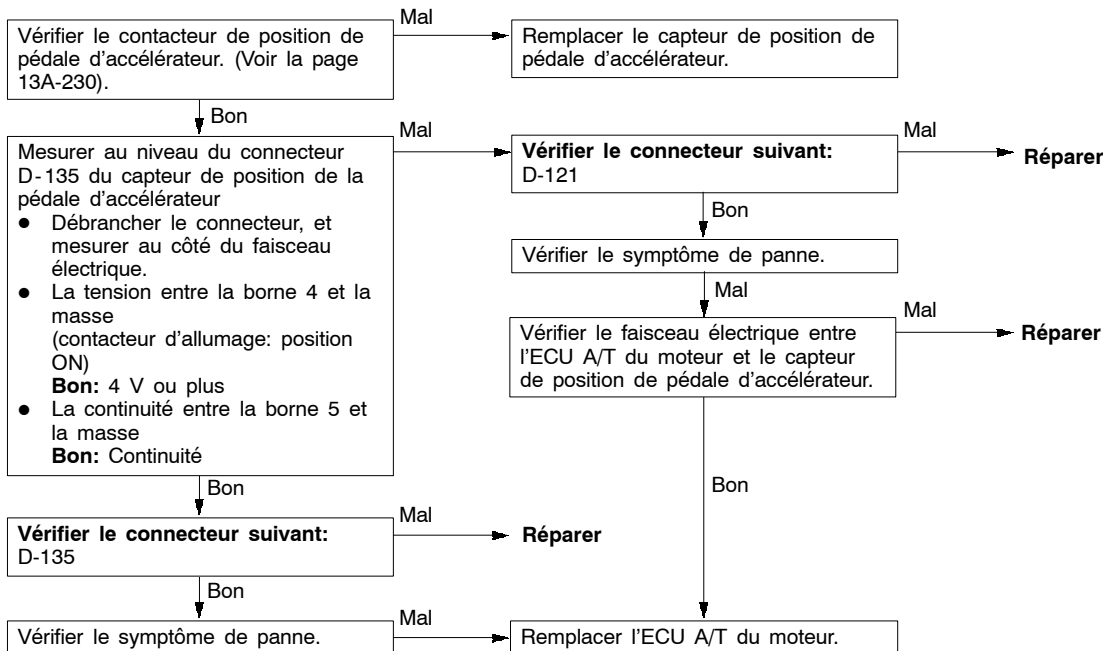 Vérifier le contacteur de position de
pédale d'accélérateur. (Voir la page
13A-230).
Mal
Remplacer le capteur de position de
pédale d'accélérateur.
Bon
Mesurer au niveau du connecteur
D-135 du capteur de position de la
pédale d'accélérateur
● Débrancher le connecteur, et
mesurer au côté du faisceau
électrique.
● La tension entre la borne 4 et la
masse
(contacteur d'allumage: position
ON)
Bon: 4 V ou plus
● La continuité entre la borne 5 et
la masse
Bon: Continuité
Mal
Vérifier le connecteur suivant:
D-121
Mal
Réparer
Bon
Vérifier le symptôme de panne.
Mal
Vérifier le faisceau électrique entre
l'ECU A/T du moteur et le capteur
de position de pédale d'accélérateur.
Mal
Réparer
Bon
Bon
Vérifier le connecteur suivant:
D-135
Mal
Réparer
Bon
Vérifier le symptôme de panne.
Mal
Remplacer l'ECU A/T du moteur.